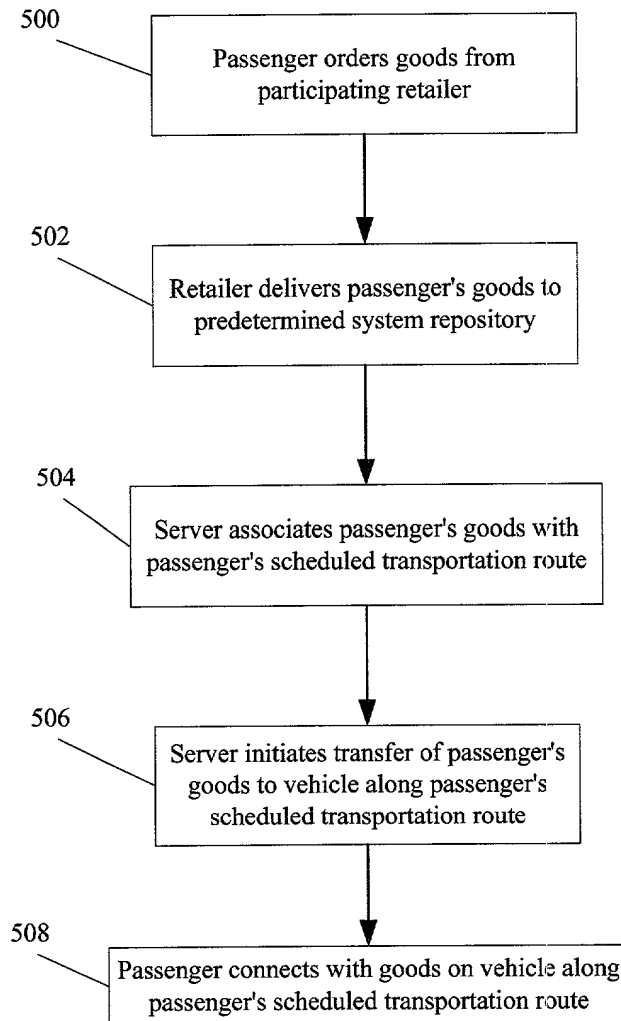 500
Passenger orders goods from
participating retailer
502
Retailer delivers passenger's goods to
predetermined system repository
504
Server associates passenger's goods with
passenger's scheduled transportation route
506
Server initiates transfer of passenger's
goods to vehicle along passenger's
scheduled transportation route
508
Passenger connects with goods on vehicle along
passenger's scheduled transportation route